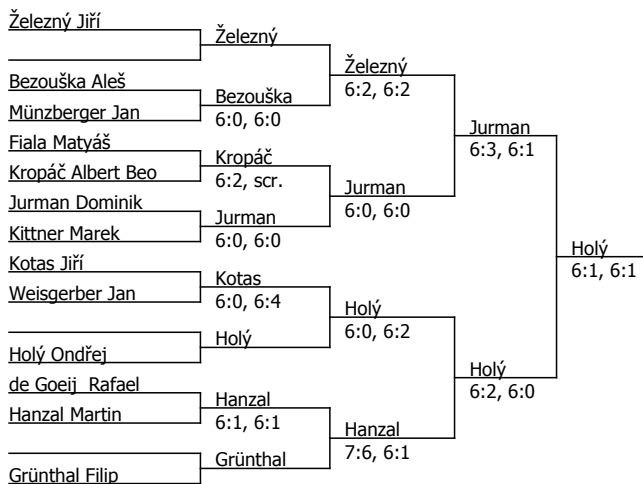 Železný Jiří
Bezouška Aleš
Münzberger Jan
Fiala Matyáš
Kropáč Albert Beo
Jurman Dominik
Kittner Marek
Kotas Jiří
Weisgerber Jan
Holý Ondřej
de Goeij Rafael
Hanzal Martin
Grünthal Filip
Železný
Bezouška
6:0, 6:0
Kropáč
6:2, scr.
Jurman
6:0, 6:0
Kotas
6:0, 6:4
Holý
Hanzal
6:1, 6:1
Grünthal
Železný
6:2, 6:2
Jurman
6:0, 6:0
Holý
6:0, 6:2
Hanzal
7:6, 6:1
Jurman
6:3, 6:1
Holý
6:2, 6:0
Holý
6:1, 6:1